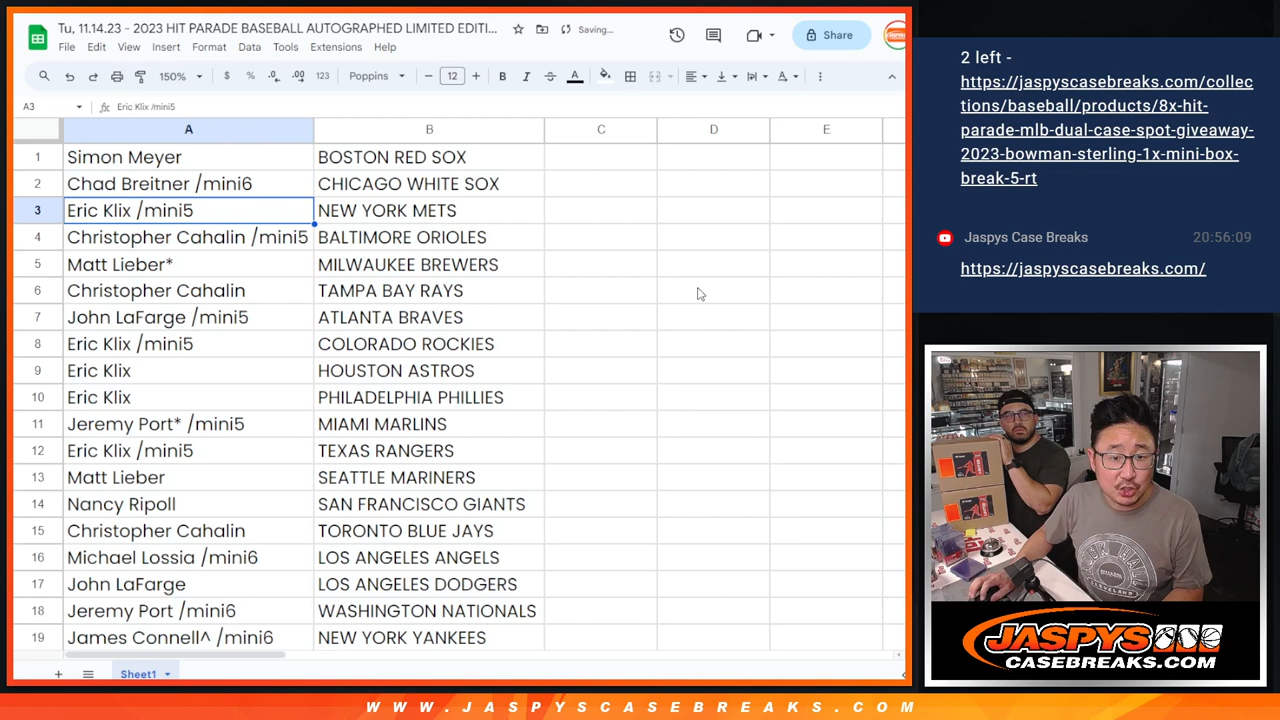 Tu, 11.14.23 - 2023 HIT PARADE BASEBALL AUTOGRAPHED LIMITED EDITI...
Saving...
Share
File Edit View Insert Format Data Tools Extensions Help
150% $ % .0 .00 123 Poppins 12 B I A
A3 Eric Klix /mini5
A B C D E
1 Simon Meyer BOSTON RED SOX
2 Chad Breitner /mini6 CHICAGO WHITE SOX
3 Eric Klix /mini5 NEW YORK METS
4 Christopher Cahalin /mini5 BALTIMORE ORIOLES
5 Matt Lieber* MILWAUKEE BREWERS
6 Christopher Cahalin TAMPA BAY RAYS
7 John LaFarge /mini5 ATLANTA BRAVES
8 Eric Klix /mini5 COLORADO ROCKIES
9 Eric Klix HOUSTON ASTROS
10 Eric Klix PHILADELPHIA PHILLIES
11 Jeremy Port* /mini5 MIAMI MARLINS
12 Eric Klix /mini5 TEXAS RANGERS
13 Matt Lieber SEATTLE MARINERS
14 Nancy Ripoll SAN FRANCISCO GIANTS
15 Christopher Cahalin TORONTO BLUE JAYS
16 Michael Lossia /mini6 LOS ANGELES ANGELS
17 John LaFarge LOS ANGELES DODGERS
18 Jeremy Port /mini6 WASHINGTON NATIONALS
19 James Connell^ /mini6 NEW YORK YANKEES
Sheet1
2 left -
https://jaspyscasebreaks.com/collec
tions/baseball/products/8x-hit-
parade-mlb-dual-case-spot-giveaway-
2023-bowman-sterling-1x-mini-box-
break-5-rt
Jaspys Case Breaks 20:56:09
https://jaspyscasebreaks.com/
CLEVELAND
JASPYS
CASEBREAKS.COM
WWW.JASPYSCASEBREAKS.COM